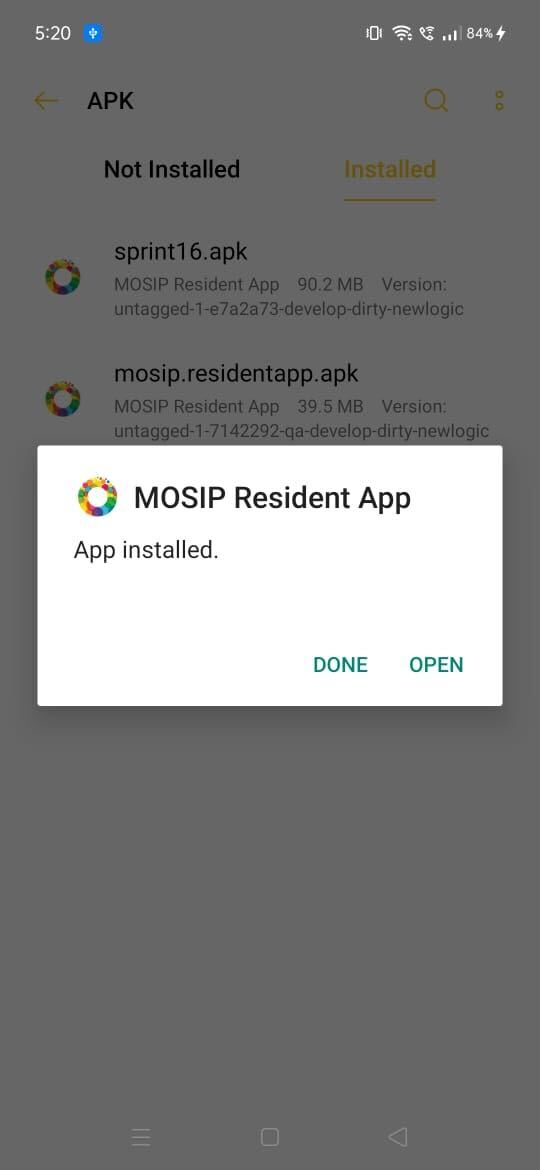 5:20 84%
APK
Not Installed Installed
sprint16.apk
MOSIP Resident App 90.2 MB Version:
untagged-1-e7a2a73-develop-dirty-newlogic
mosip.residentapp.apk
MOSIP Resident App 39.5 MB Version:
untagged-1-7142292-qa-develop-dirty-newlogic
MOSIP Resident App
App installed.
DONE OPEN